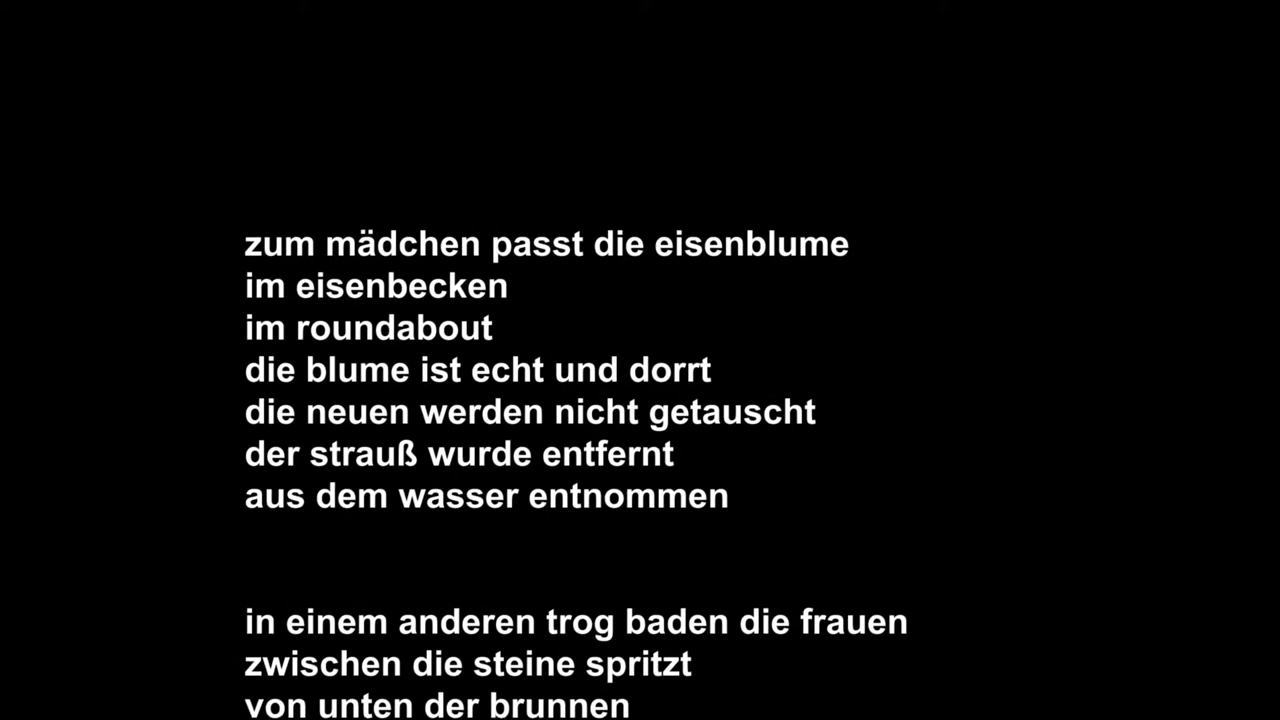 zum mädchen passt die eisenblume
im eisenbecken
im roundabout
die blume ist echt und dorrt
die neuen werden nicht getauscht
der strauß wurde entfernt
aus dem wasser entnommen
in einem anderen trog baden die frauen
zwischen die steine spritzt
von unten der brunnen